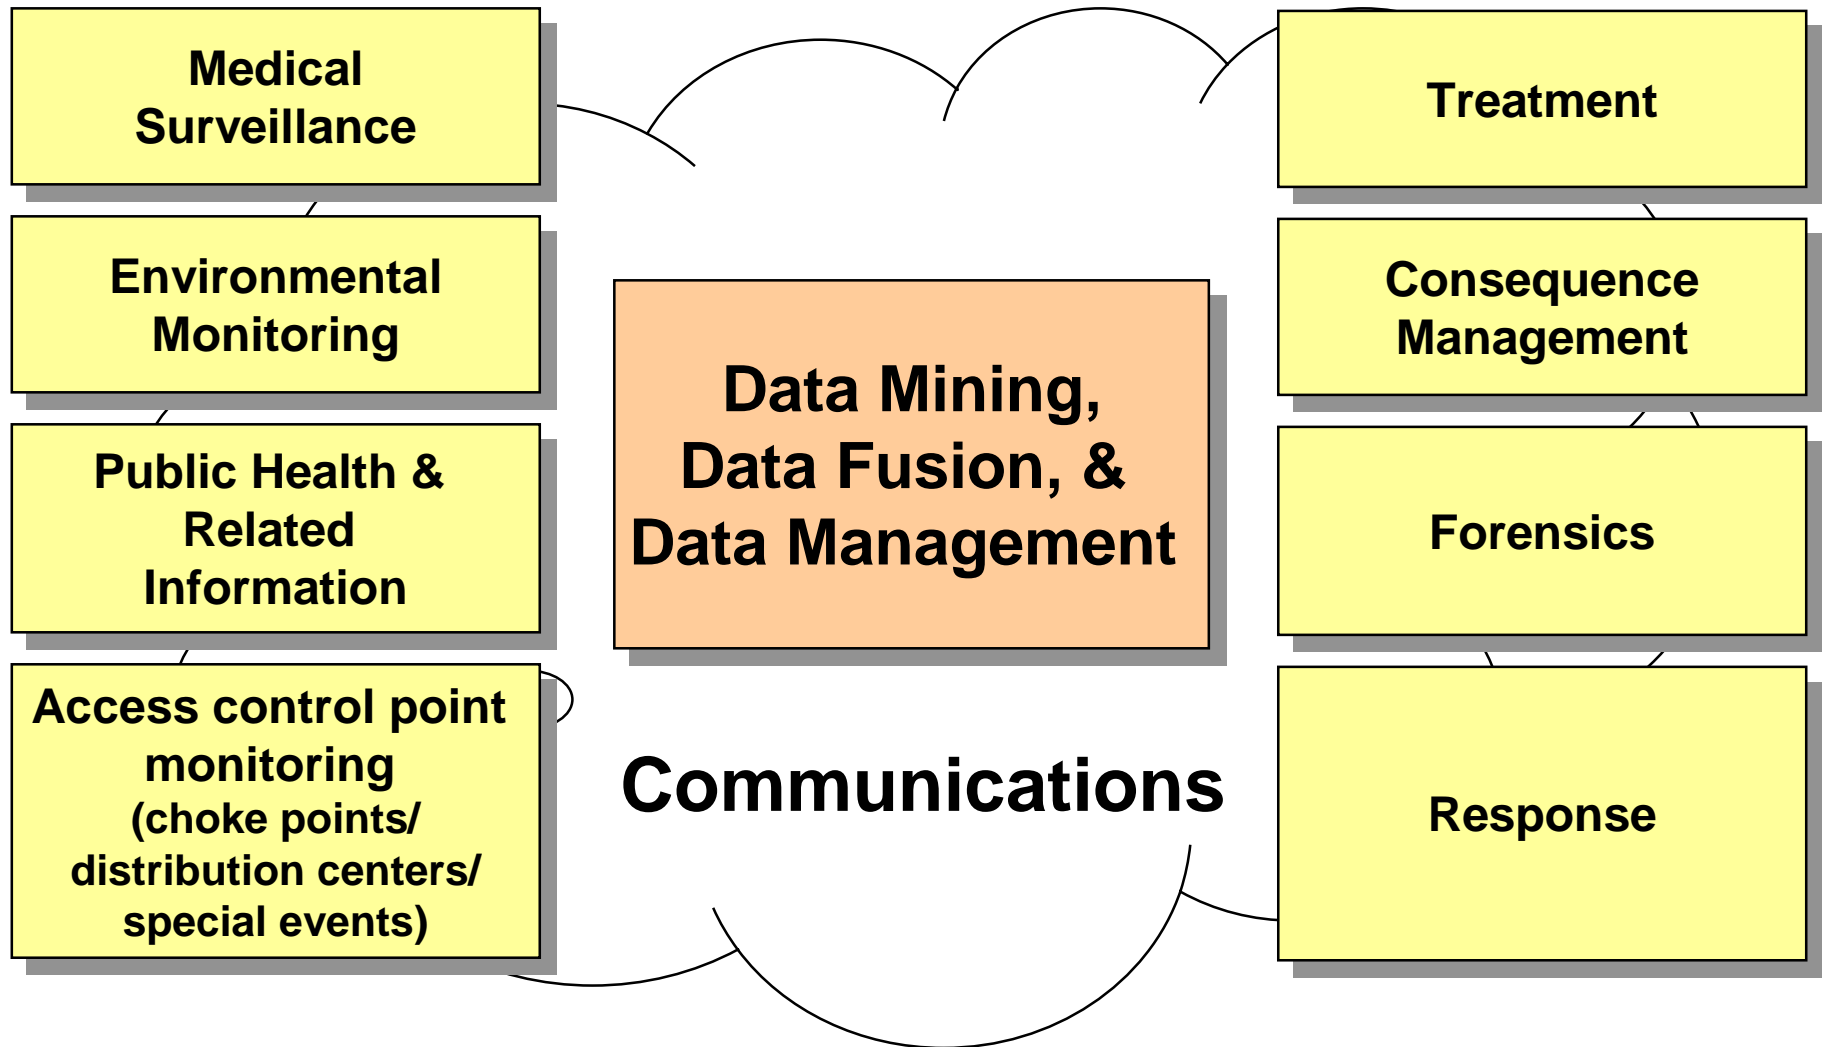 Medical
Surveillance
Environmental
Monitoring
Public Health &
Related
Information
Access control point
monitoring
(choke points/
distribution centers/
special events)
Data Mining,
Data Fusion, &
Data Management
Communications
Treatment
Consequence
Management
Forensics
Response